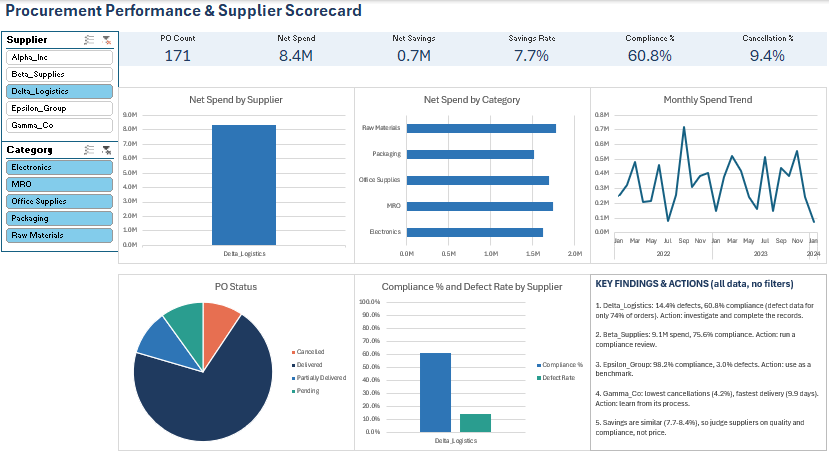 Procurement Performance & Supplier Scorecard
Supplier
Alpha_Inc
Beta_Supplies
Delta_Logistics
Epsilon_Group
Gamma_Co
Category
Electronics
MRO
Office Supplies
Packaging
Raw Materials
PO Count Net Spend Net Savings Savings Rate Compliance % Cancellation %
171 8.4M 0.7M 7.7% 60.8% 9.4%
Net Spend by Supplier
9.0M
8.0M
7.0M
6.0M
5.0M
4.0M
3.0M
2.0M
1.0M
0.0M
Delta_Logistics
Net Spend by Category
Raw Materials
Packaging
Office Supplies
MRO
Electronics
0.0M 0.5M 1.0M 1.5M 2.0M
Monthly Spend Trend
0.8M
0.7M
0.6M
0.5M
0.4M
0.3M
0.2M
0.1M
0.0M
Jan Mar May Jul Sep Nov Jan Mar May Jul Sep Nov Jan
2022 2023 2024
PO Status
Cancelled
Delivered
Partially Delivered
Pending
Compliance % and Defect Rate by Supplier
100.0%
90.0%
80.0%
70.0%
60.0%
50.0%
40.0%
30.0%
20.0%
10.0%
0.0%
Delta_Logistics
Compliance %
Defect Rate
KEY FINDINGS & ACTIONS (all data, no filters)
1. Delta_Logistics: 14.4% defects, 60.8% compliance (defect data for
only 74% of orders). Action: investigate and complete the records.
2. Beta_Supplies: 9.1M spend, 75.6% compliance. Action: run a
compliance review.
3. Epsilon_Group: 98.2% compliance, 3.0% defects. Action: use as a
benchmark.
4. Gamma_Co: lowest cancellations (4.2%), fastest delivery (9.9 days).
Action: learn from its process.
5. Savings are similar (7.7-8.4%), so judge suppliers on quality and
compliance, not price.